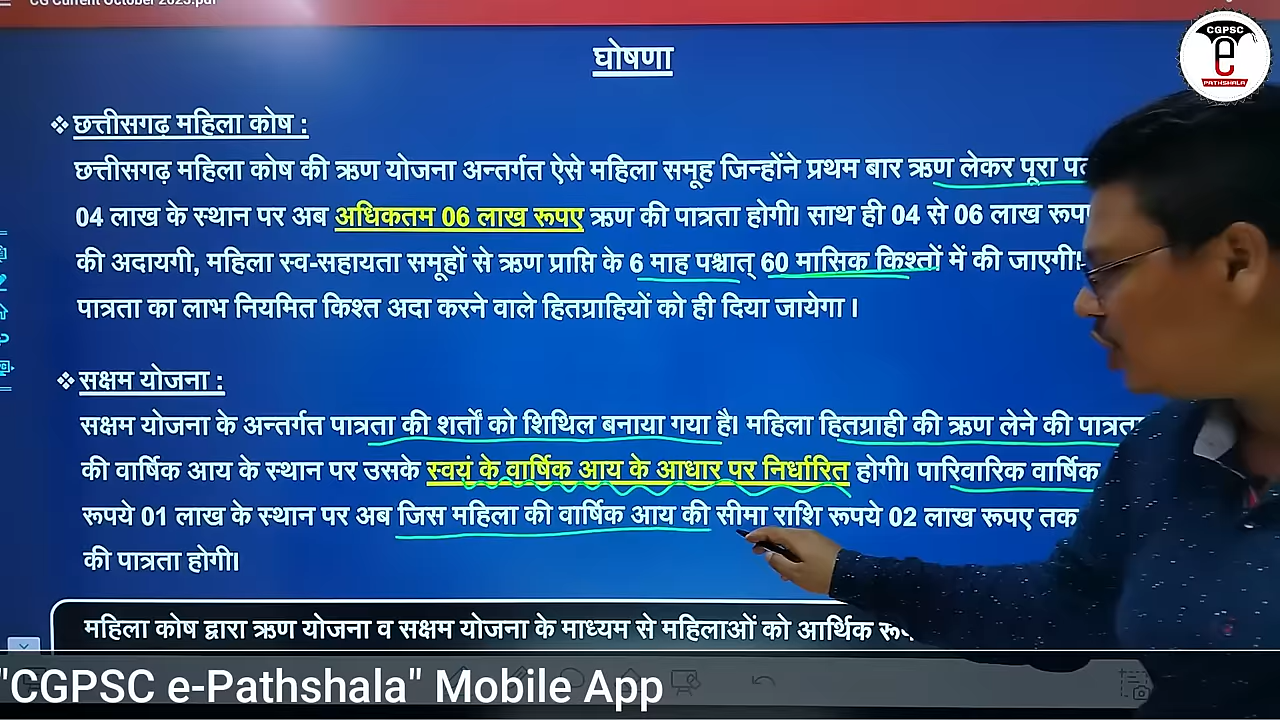 CG Current October 2023.pdf
CGPSC
e
PATHSHALA
घोषणा
❖ छत्तीसगढ़ महिला कोष :
छत्तीसगढ़ महिला कोष की ऋण योजना अन्तर्गत ऐसे महिला समूह जिन्होंने प्रथम बार ऋण लेकर पूरा
04 लाख के स्थान पर अब अधिकतम 06 लाख रूपए ऋण की पात्रता होगी। साथ ही 04 से 06 लाख
की अदायगी, महिला स्व-सहायता समूहों से ऋण प्राप्ति के 6 माह पश्चात् 60 मासिक किश्तों में की जाएगी।
पात्रता का लाभ नियमित किश्त अदा करने वाले हितग्राहियों को ही दिया जायेगा ।
❖ सक्षम योजना :
सक्षम योजना के अन्तर्गत पात्रता की शर्तों को शिथिल बनाया गया है। महिला हितग्राही की ऋण लेने की पात्रता
की वार्षिक आय के स्थान पर उसके स्वयं के वार्षिक आय के आधार पर निर्धारित होगी। पारिवारिक वार्षिक
रूपये 01 लाख के स्थान पर अब जिस महिला की वार्षिक आय की सीमा राशि रूपये 02 लाख रूपए तक
की पात्रता होगी।
महिला कोष द्वारा ऋण योजना व सक्षम योजना के माध्यम से महिलाओं को आर्थिक
"CGPSC e-Pathshala" Mobile App